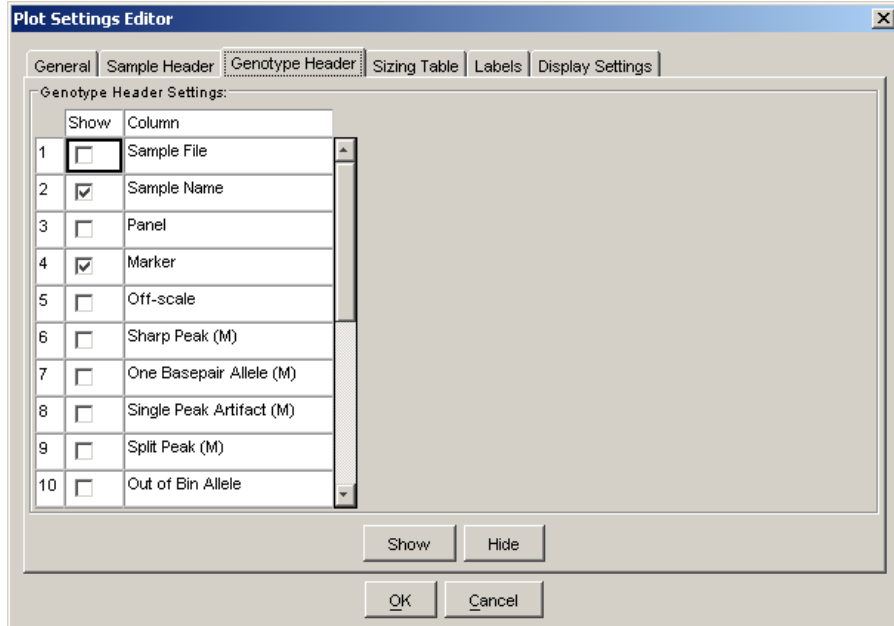 Plot Settings Editor
General Sample Header Genotype Header Sizing Table Labels Display Settings
Genotype Header Settings:
Show Column
1 Sample File
2 Sample Name
3 Panel
4 Marker
5 Off-scale
6 Sharp Peak (M)
7 One Basepair Allele (M)
8 Single Peak Artifact (M)
9 Split Peak (M)
10 Out of Bin Allele
Show Hide
OK Cancel